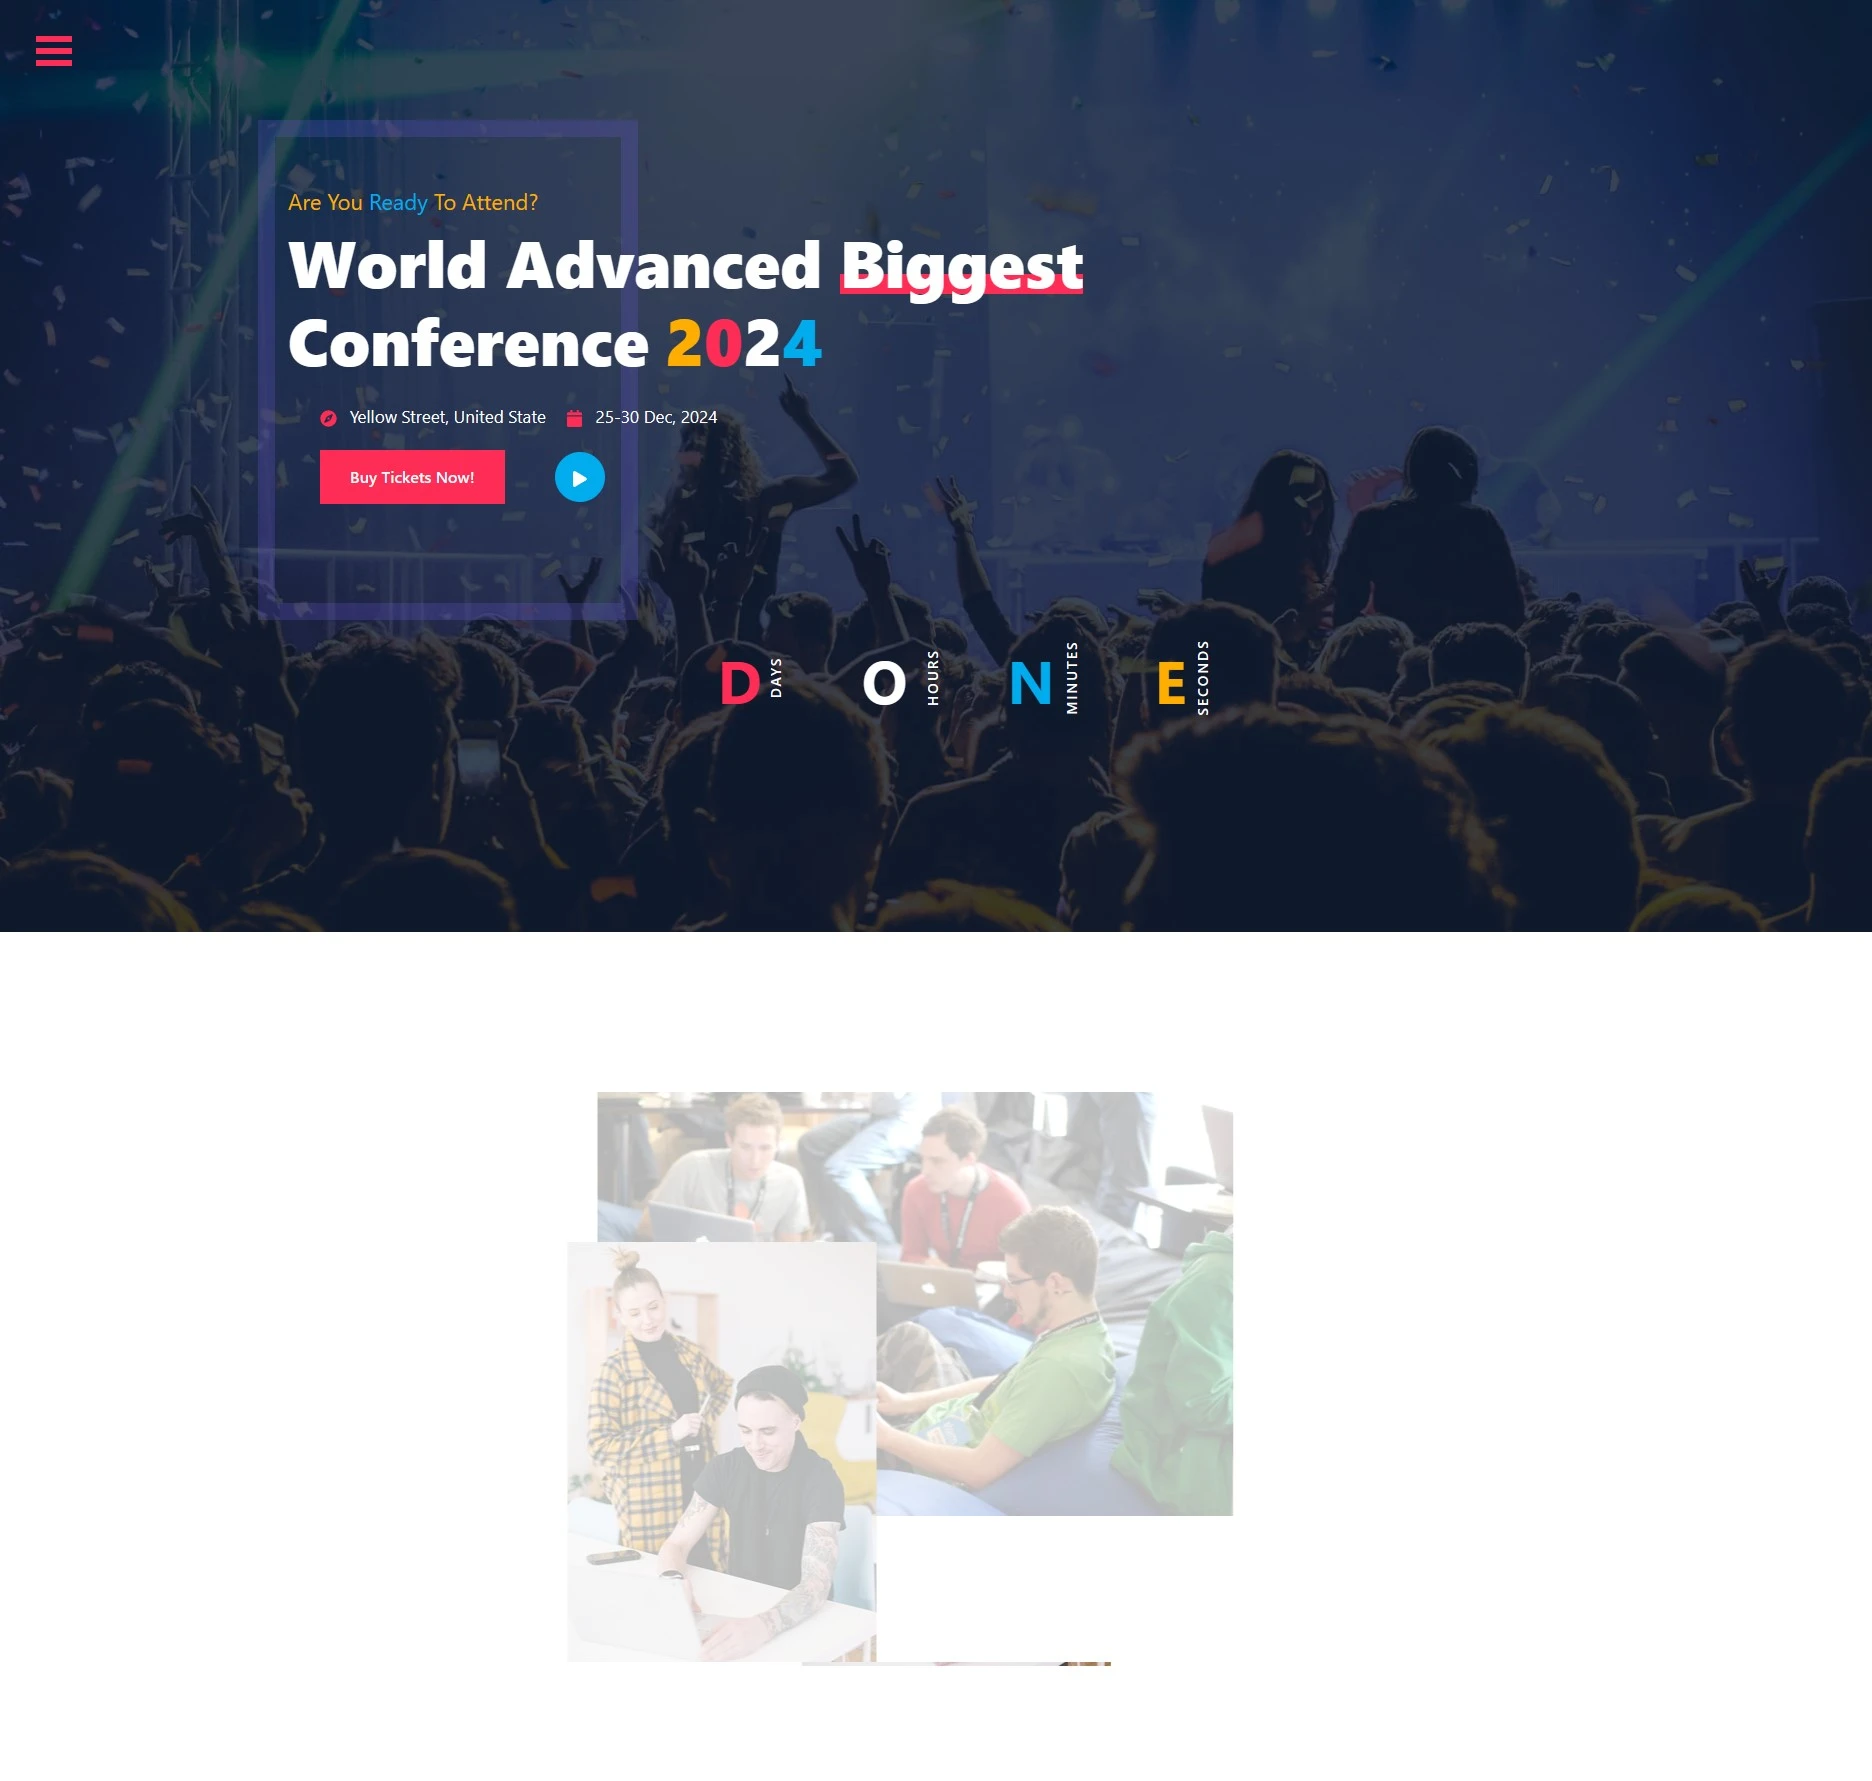 Are You Ready To Attend?
World Advanced Biggest
Conference 2024
Yellow Street, United State 25-30 Dec, 2024
Buy Tickets Now!
D DAYS O HOURS N MINUTES E SECONDS